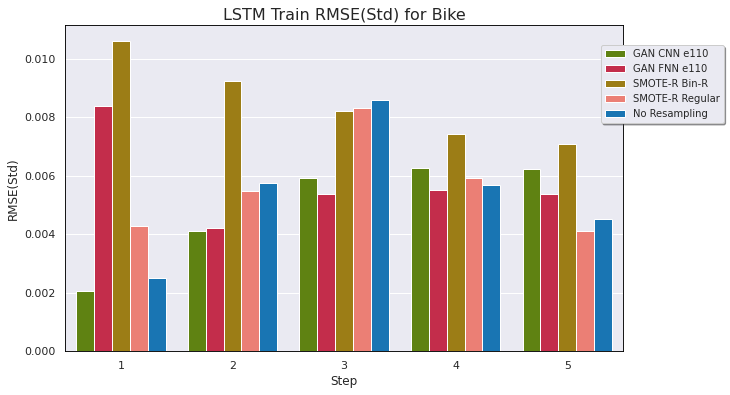 LSTM Train RMSE(Std) for Bike
GAN CNN e110
GAN FNN e110
SMOTE-R Bin-R
SMOTE-R Regular
No Resampling
RMSE(Std)
0.010
0.008
0.006
0.004
0.002
0.000
1 2 3 4 5
Step